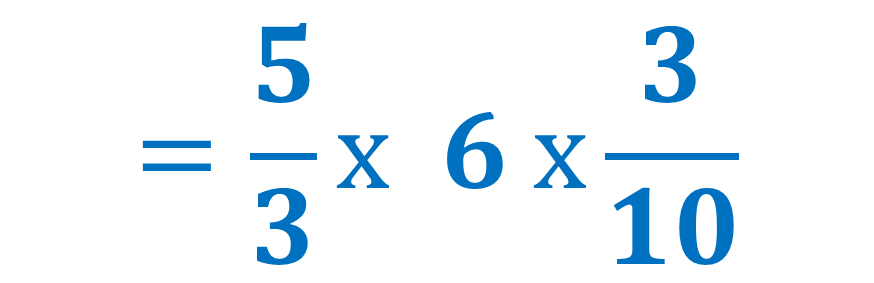 = 5/3 x 6 x 3/10